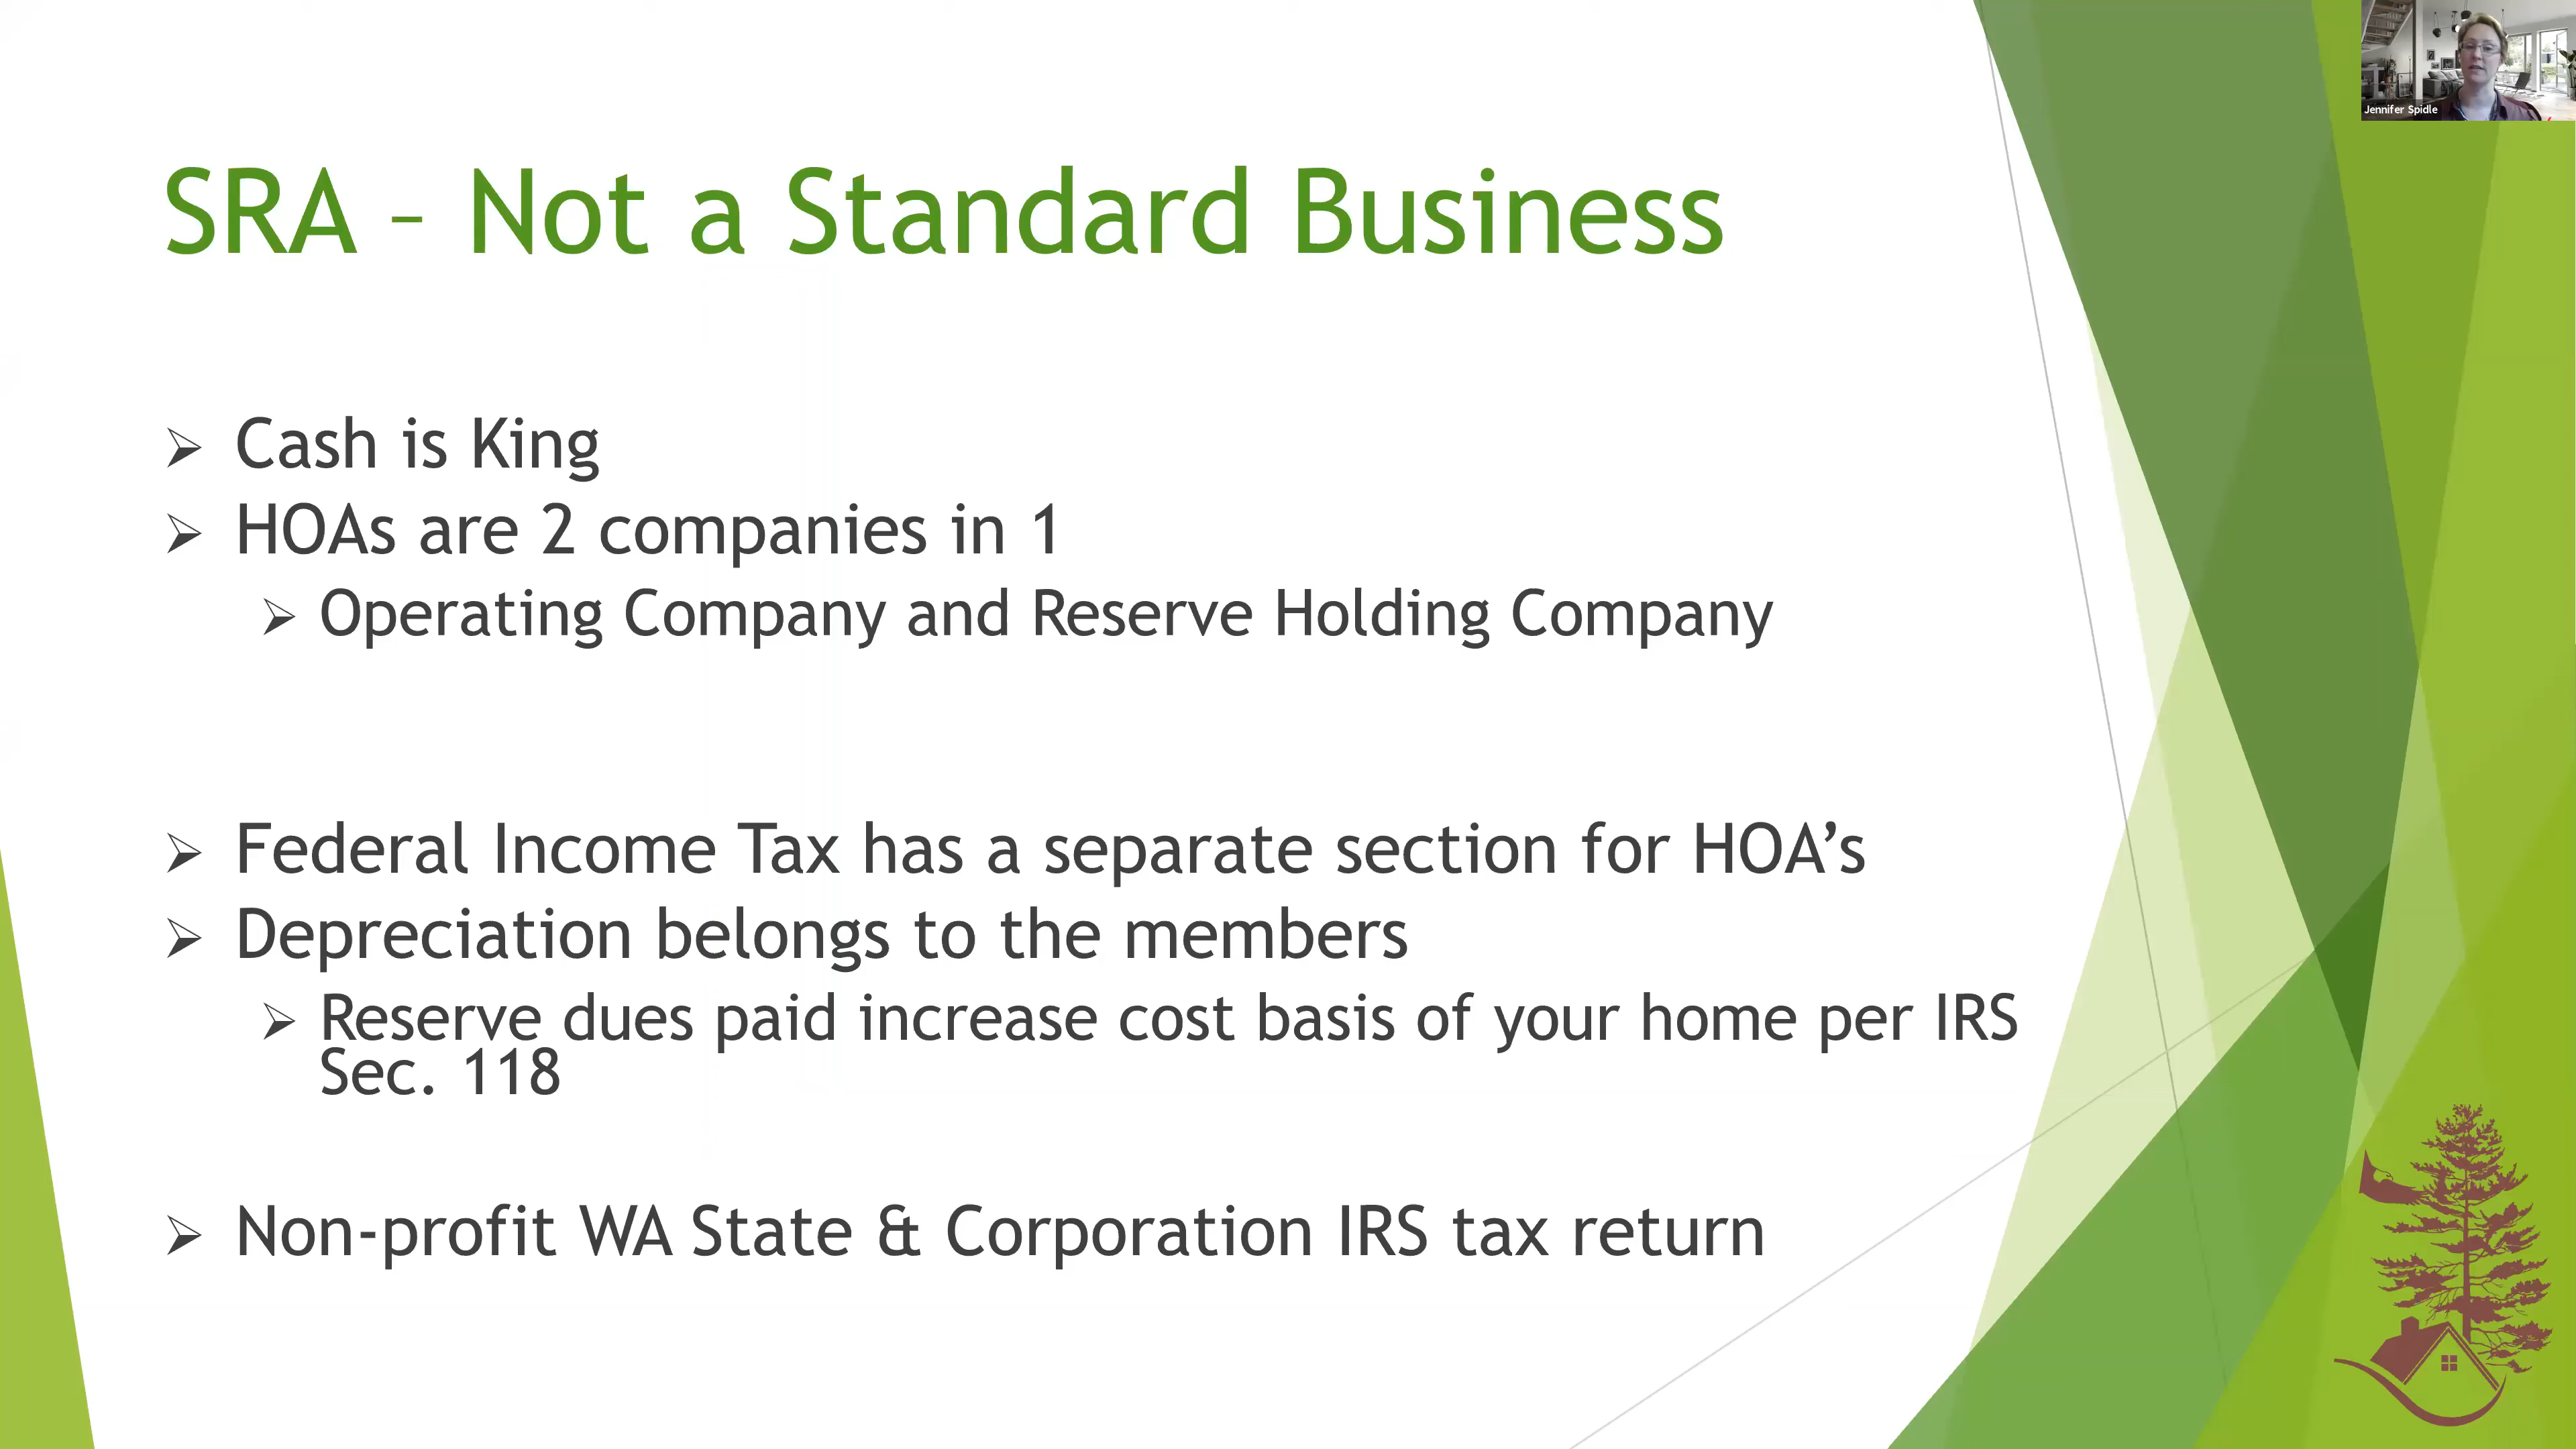 Jennifer Spidle
SRA – Not a Standard Business
➢ Cash is King
➢ HOAs are 2 companies in 1
➢ Operating Company and Reserve Holding Company
➢ Federal Income Tax has a separate section for HOA’s
➢ Depreciation belongs to the members
➢ Reserve dues paid increase cost basis of your home per IRS
Sec. 118
➢ Non-profit WA State & Corporation IRS tax return